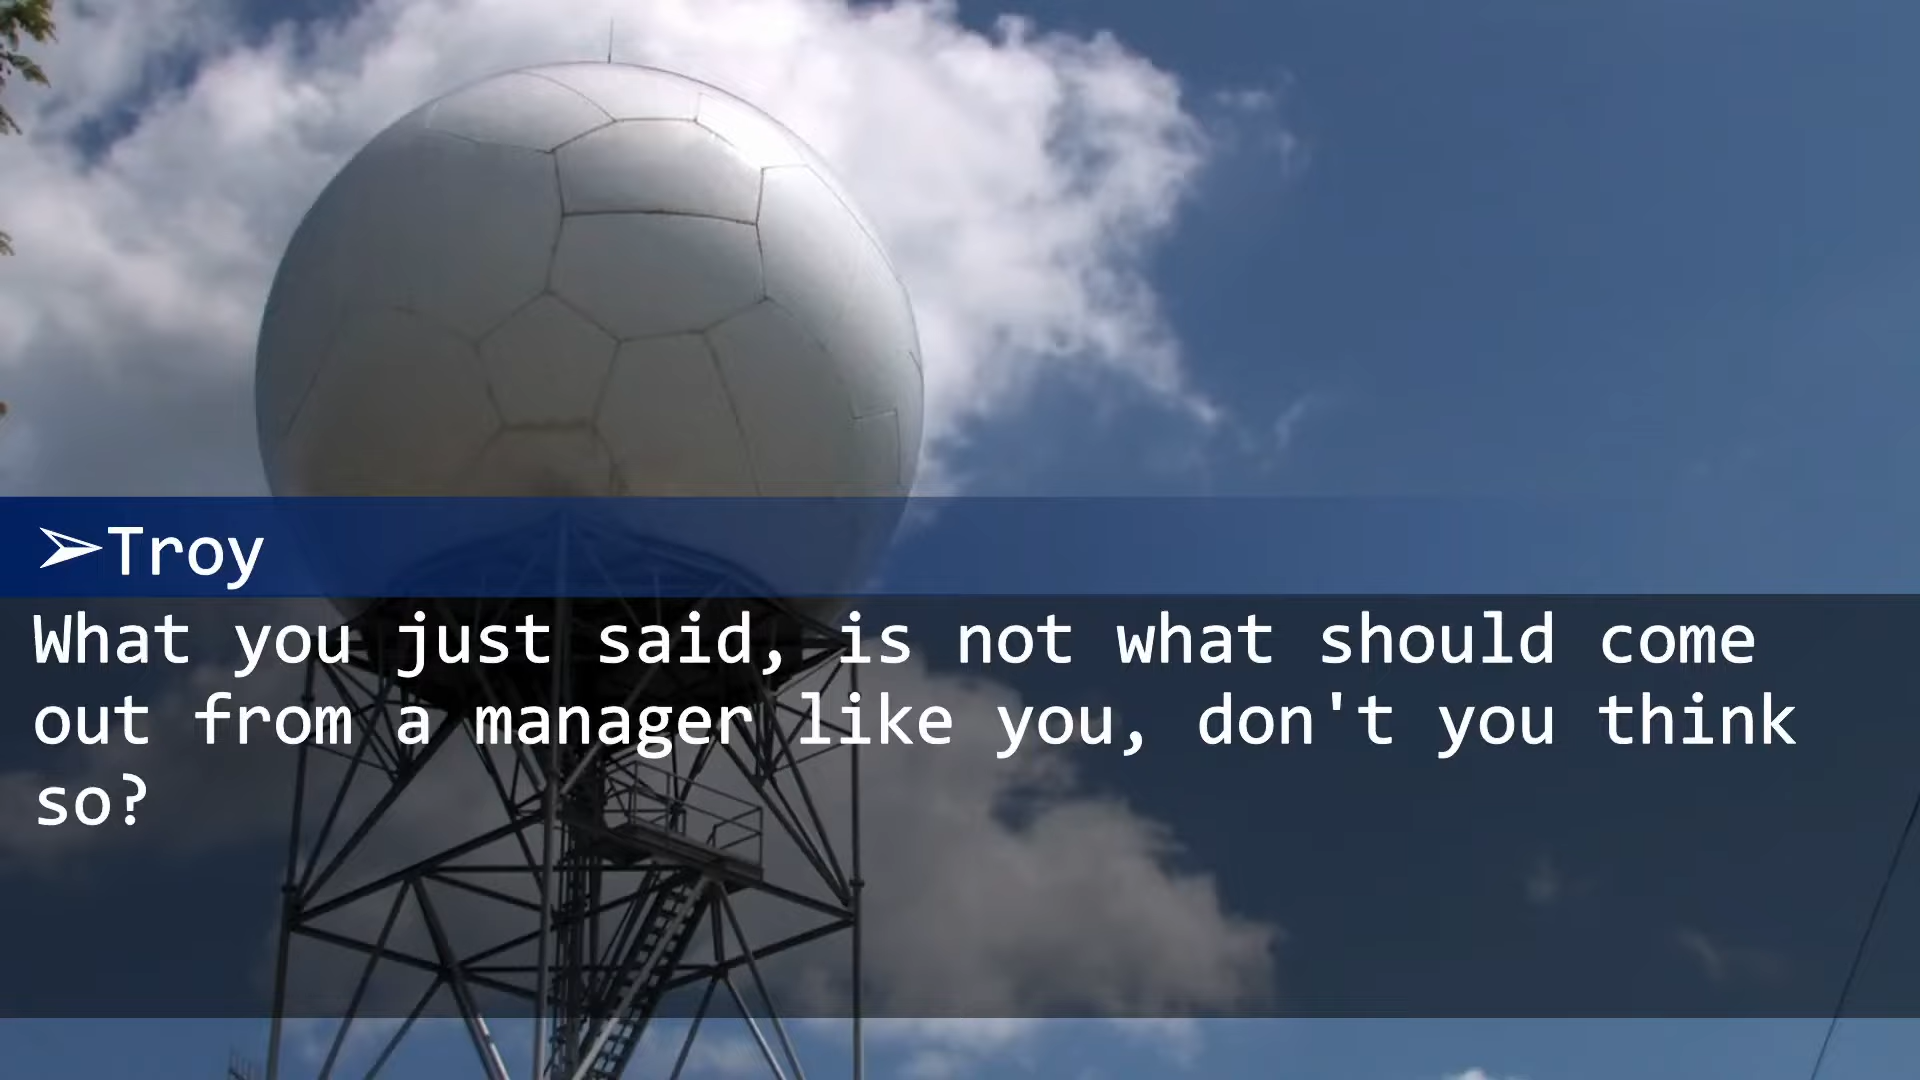 ➢Troy
What you just said, is not what should come
out from a manager like you, don't you think
so?